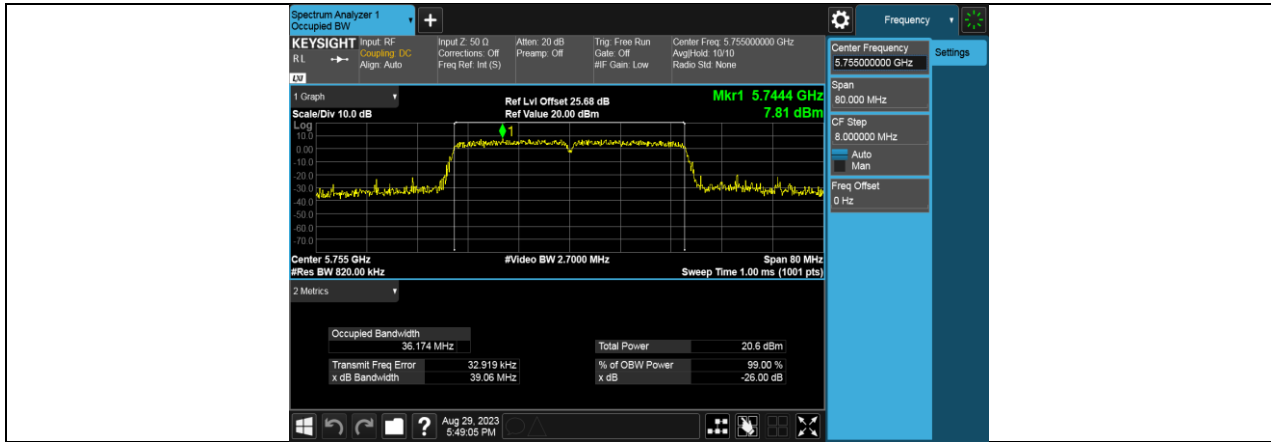 Spectrum Analyzer 1
Occupied BW
Frequency
KEYSIGHT
RL
LXI
Input: RF
Coupling: DC
Align: Auto
Input Z: 50 Ω
Corrections: Off
Freq Ref: Int (S)
Atten: 20 dB
Preamp: Off
Trig: Free Run
Gate: Off
#IF Gain: Low
Center Freq: 5.755000000 GHz
Avg|Hold: 10/10
Radio Std: None
1 Graph
Scale/Div 10.0 dB
Ref Lvl Offset 25.68 dB
Ref Value 20.00 dBm
Mkr1 5.7444 GHz
7.81 dBm
Log
1
10.0
0.00
-10.0
-20.0
-30.0
-40.0
-50.0
-60.0
-70.0
Center 5.755 GHz
#Video BW 2.7000 MHz
Span 80 MHz
#Res BW 820.00 kHz
Sweep Time 1.00 ms (1001 pts)
2 Metrics
Occupied Bandwidth
36.174 MHz
Total Power 20.6 dBm
Transmit Freq Error 32.919 kHz
% of OBW Power 99.00 %
x dB Bandwidth 39.06 MHz
x dB -26.00 dB
?
Aug 29, 2023
5:49:05 PM
Center Frequency
5.755000000 GHz
Settings
Span
80.000 MHz
CF Step
8.000000 MHz
Auto
Man
Freq Offset
0 Hz